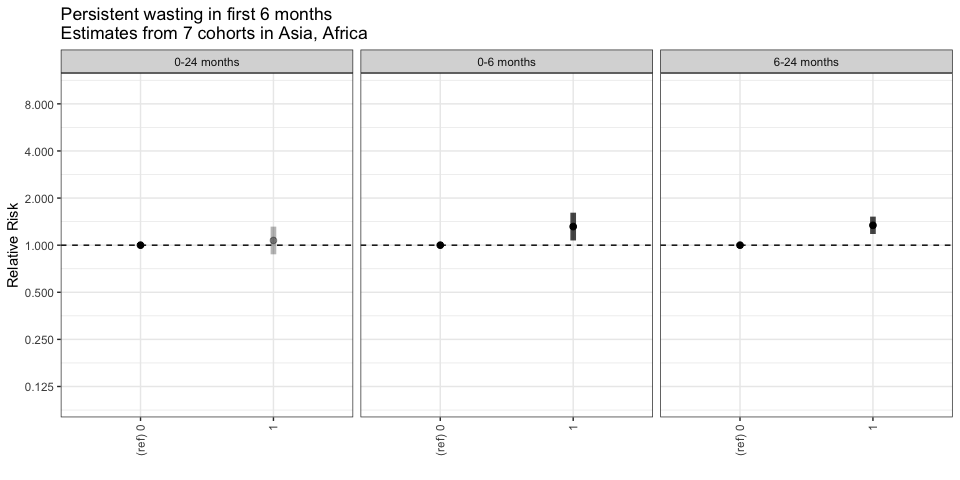 Persistent wasting in first 6 months
Estimates from 7 cohorts in Asia, Africa
0-24 months
0-6 months
6-24 months
Relative Risk
8.000
4.000
2.000
1.000
0.500
0.250
0.125
(ref) 0
1
(ref) 0
1
(ref) 0
1